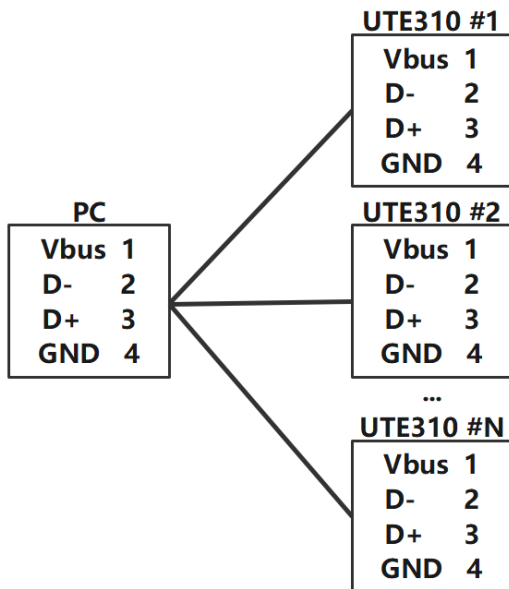 UTE310 #1
Vbus 1
D- 2
D+ 3
GND 4
PC
Vbus 1
D- 2
D+ 3
GND 4
UTE310 #2
Vbus 1
D- 2
D+ 3
GND 4
...
UTE310 #N
Vbus 1
D- 2
D+ 3
GND 4